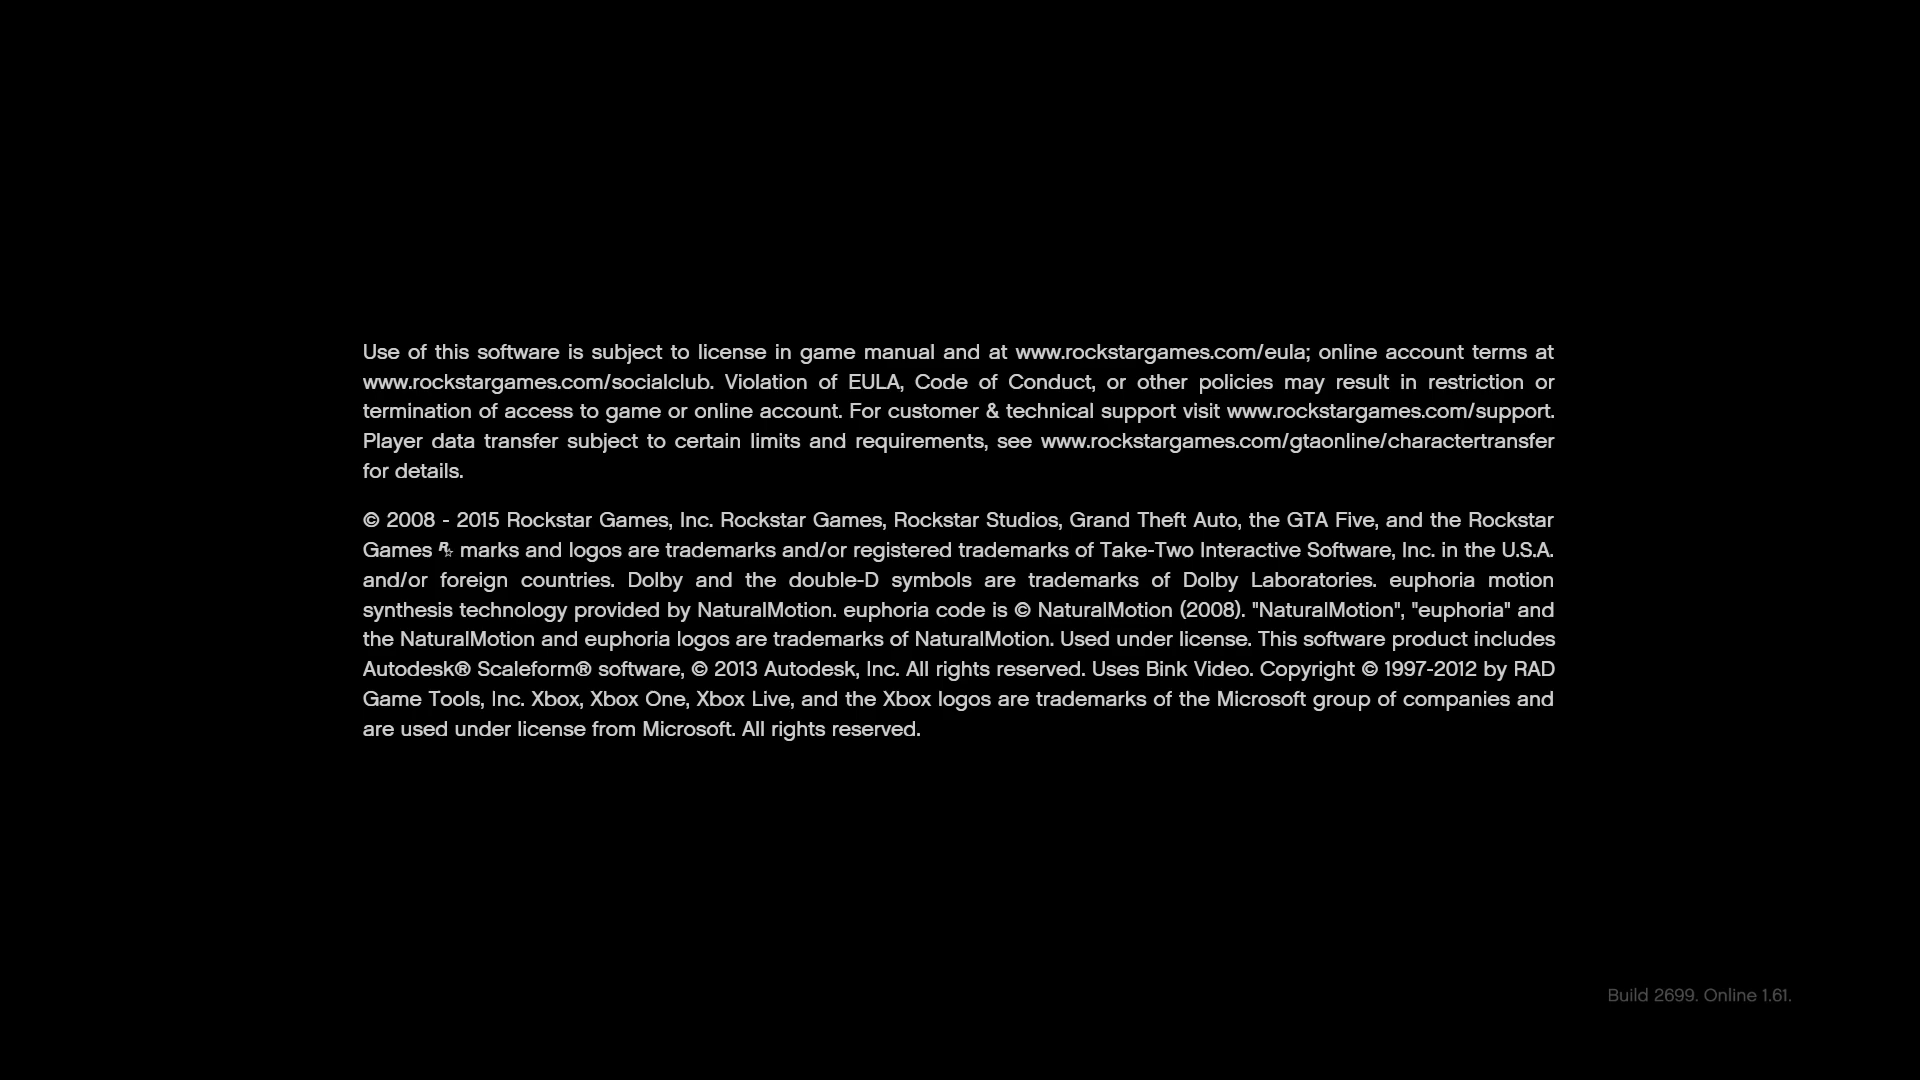 Use of this software is subject to license in game manual and at www.rockstargames.com/eula; online account terms at
www.rockstargames.com/socialclub. Violation of EULA, Code of Conduct, or other policies may result in restriction or
termination of access to game or online account. For customer & technical support visit www.rockstargames.com/support.
Player data transfer subject to certain limits and requirements, see www.rockstargames.com/gtaonline/charactertransfer
for details.
© 2008 - 2015 Rockstar Games, Inc. Rockstar Games, Rockstar Studios, Grand Theft Auto, the GTA Five, and the Rockstar
Games R* marks and logos are trademarks and/or registered trademarks of Take-Two Interactive Software, Inc. in the U.S.A.
and/or foreign countries. Dolby and the double-D symbols are trademarks of Dolby Laboratories. euphoria motion
synthesis technology provided by NaturalMotion. euphoria code is © NaturalMotion (2008). "NaturalMotion", "euphoria" and
the NaturalMotion and euphoria logos are trademarks of NaturalMotion. Used under license. This software product includes
Autodesk® Scaleform® software, © 2013 Autodesk, Inc. All rights reserved. Uses Bink Video. Copyright © 1997-2012 by RAD
Game Tools, Inc. Xbox, Xbox One, Xbox Live, and the Xbox logos are trademarks of the Microsoft group of companies and
are used under license from Microsoft. All rights reserved.
Build 2699. Online 1.61.